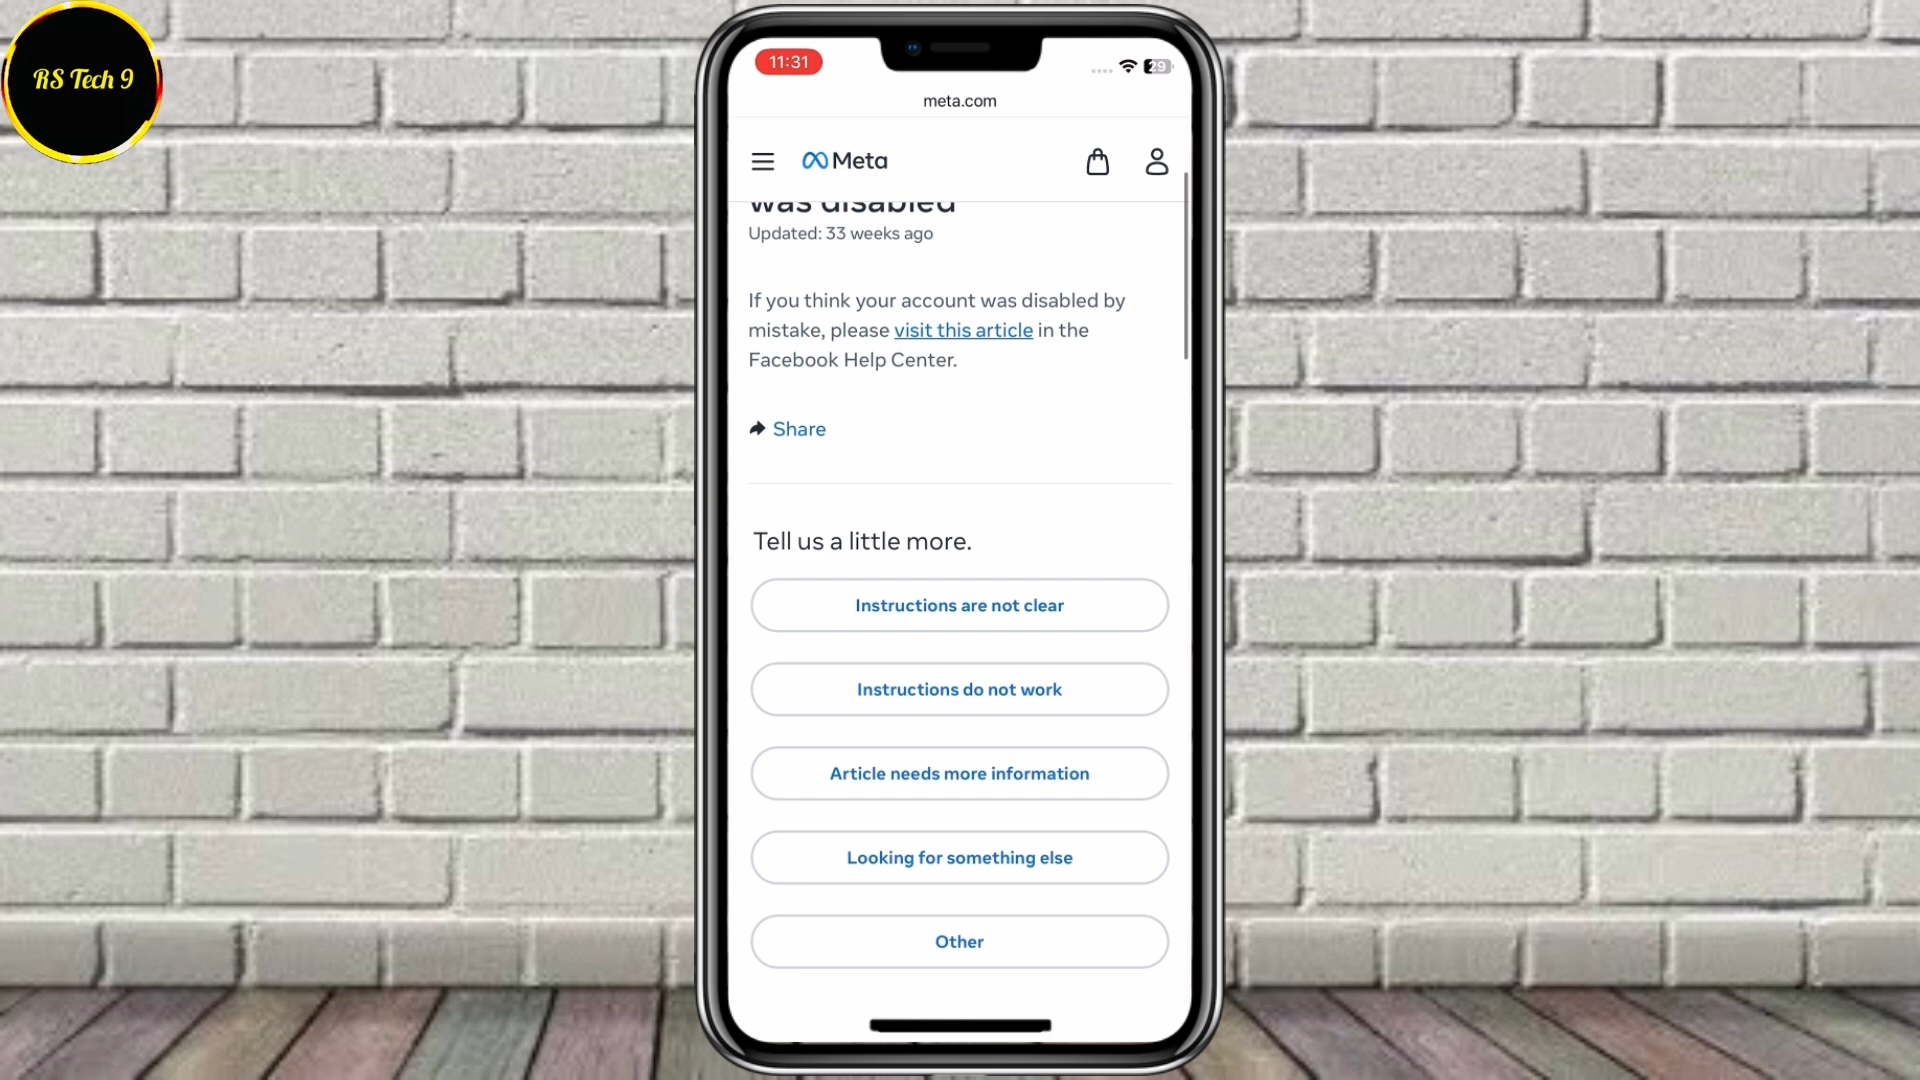 RS Tech 9
11:31
29
meta.com
Meta
was disabled
Updated: 33 weeks ago
If you think your account was disabled by
mistake, please visit this article in the
Facebook Help Center.
Share
Tell us a little more.
Instructions are not clear
Instructions do not work
Article needs more information
Looking for something else
Other